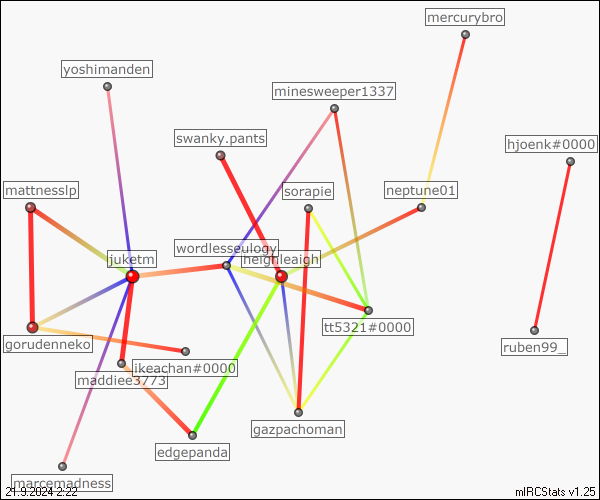 mercurybro
yoshimanden
minesweeper1337
swanky.pants
hjoenk#0000
mattnesslp
sorapie
neptune01
wordlesseulogy
juketm
heighleaigh
tt5321#0000
gorudenneko
ruben99_
ikeachan#0000
maddiee3773
gazpachoman
edgepanda
marcemadness
21.9.2024 2:22
mIRCStats v1.25